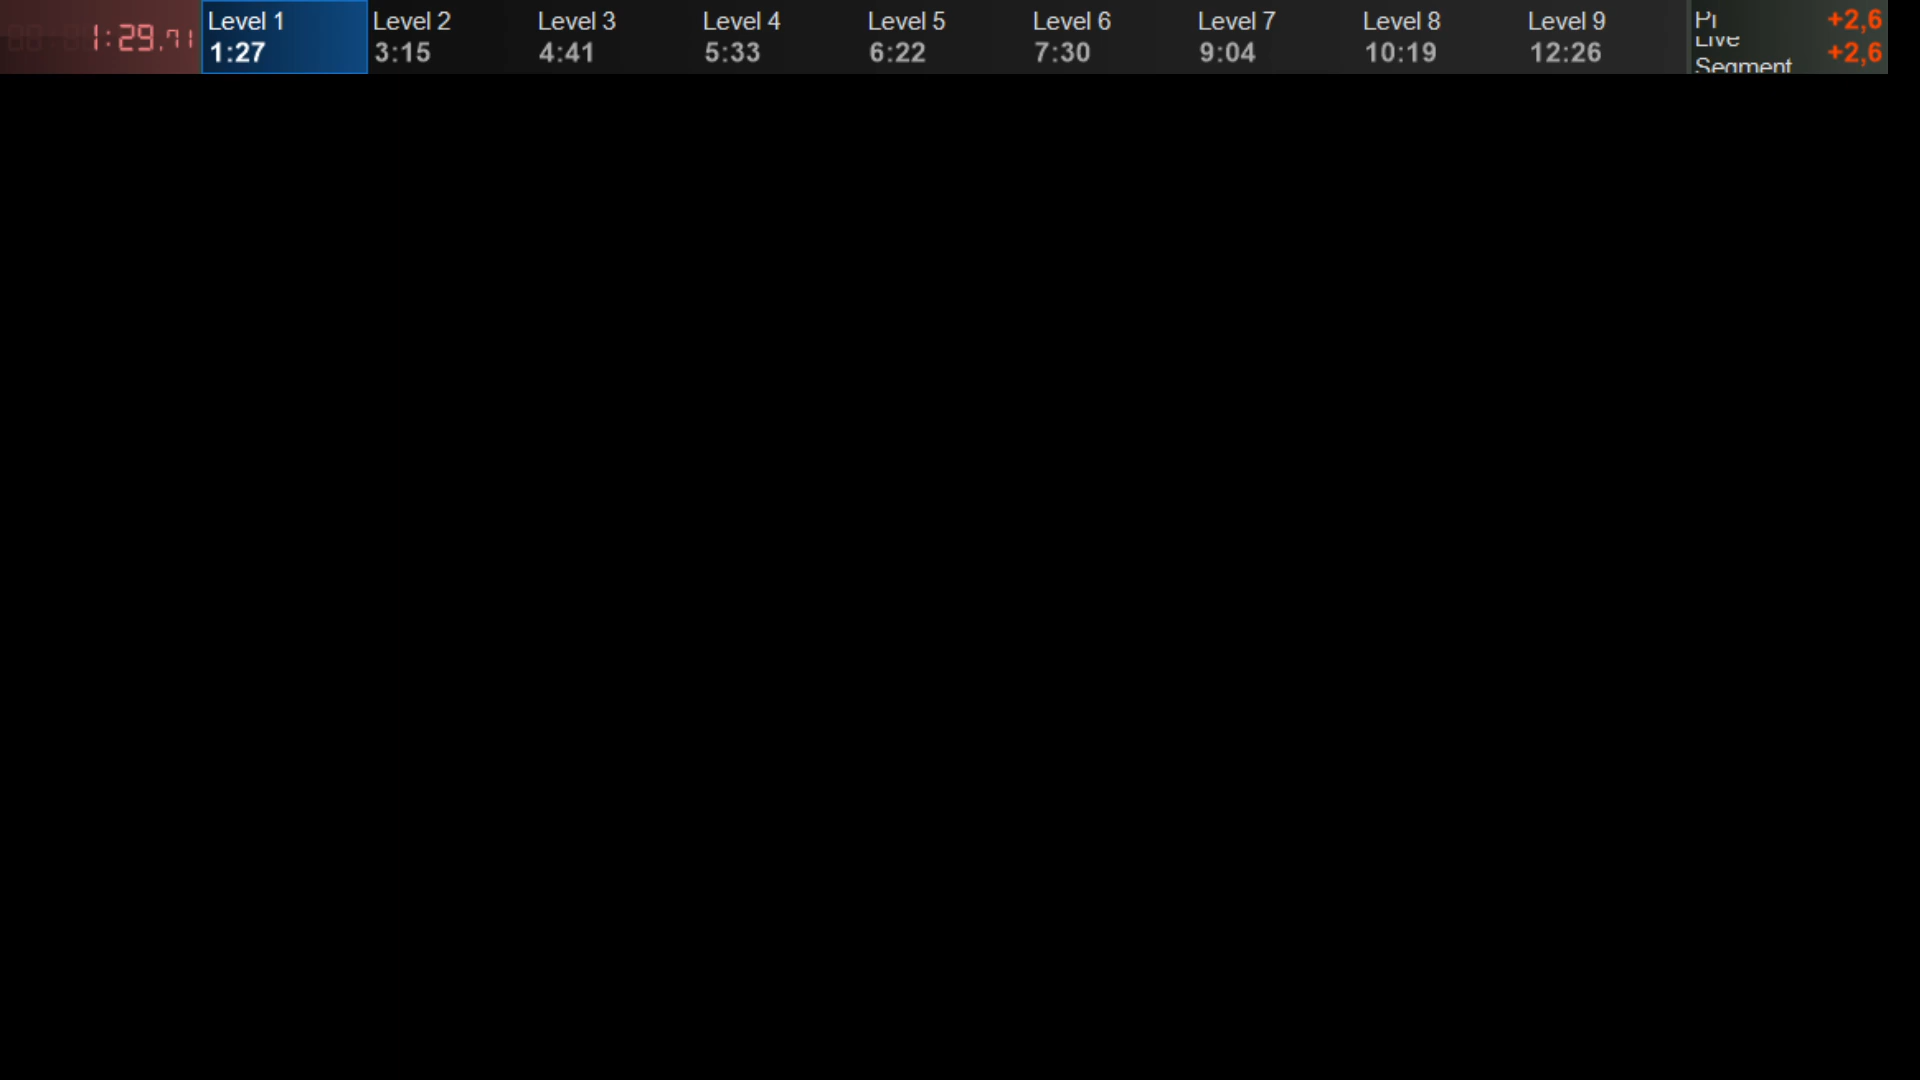 1:29.71
Level 1
1:27
Level 2
3:15
Level 3
4:41
Level 4
5:33
Level 5
6:22
Level 6
7:30
Level 7
9:04
Level 8
10:19
Level 9
12:26
+2,6
Live
Segment
+2,6